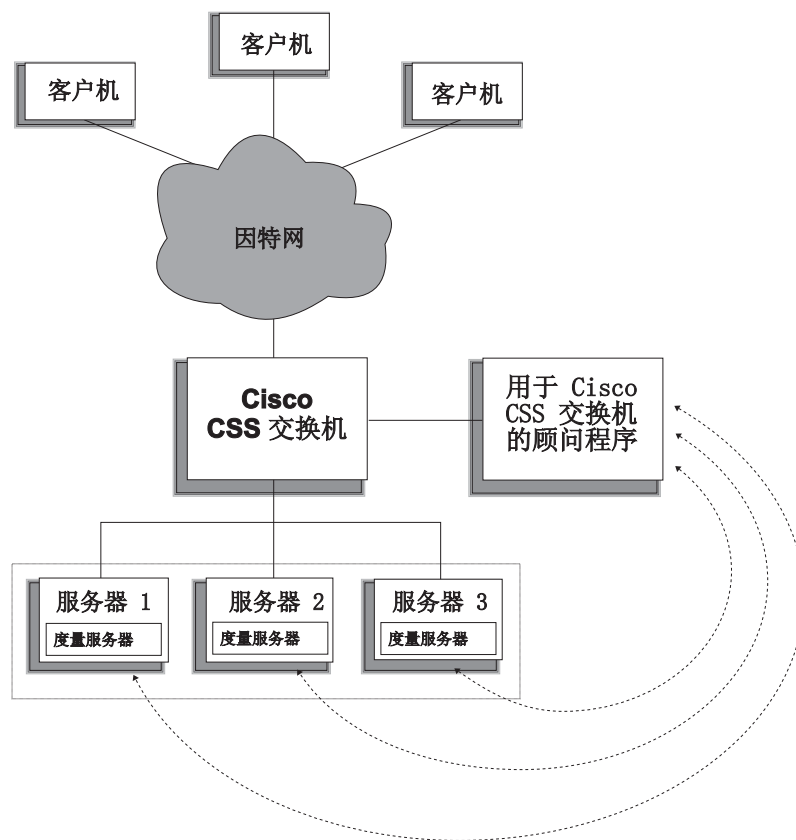 客户机
客户机
客户机
因特网
Cisco
CSS 交换机
用于 Cisco
CSS 交换机
的顾问程序
服务器 1
度量服务器
服务器 2
度量服务器
服务器 3
度量服务器